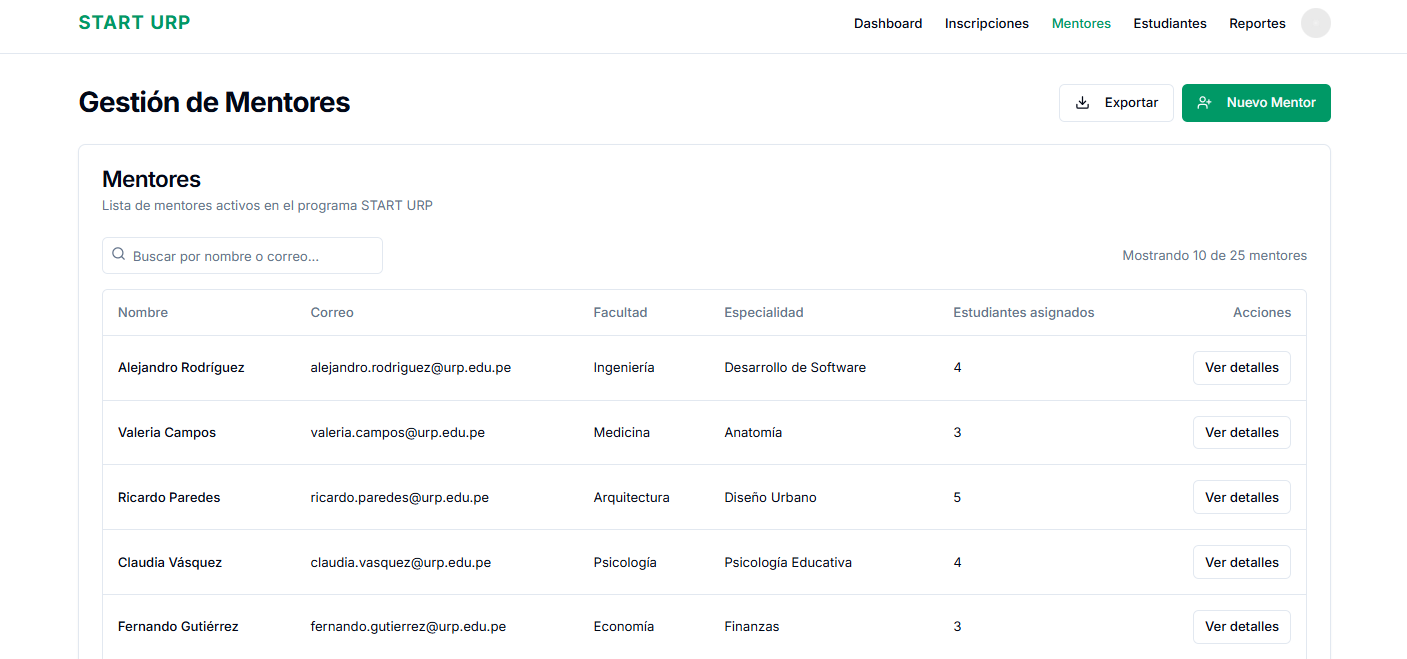 START URP
Dashboard Inscripciones Mentores Estudiantes Reportes
Gestión de Mentores
Exportar
Nuevo Mentor
Mentores
Lista de mentores activos en el programa START URP
Buscar por nombre o correo...
Mostrando 10 de 25 mentores
Nombre Correo Facultad Especialidad Estudiantes asignados Acciones
Alejandro Rodríguez alejandro.rodriguez@urp.edu.pe Ingeniería Desarrollo de Software 4 Ver detalles
Valeria Campos valeria.campos@urp.edu.pe Medicina Anatomía 3 Ver detalles
Ricardo Paredes ricardo.paredes@urp.edu.pe Arquitectura Diseño Urbano 5 Ver detalles
Claudia Vásquez claudia.vasquez@urp.edu.pe Psicología Psicología Educativa 4 Ver detalles
Fernando Gutiérrez fernando.gutierrez@urp.edu.pe Economía Finanzas 3 Ver detalles